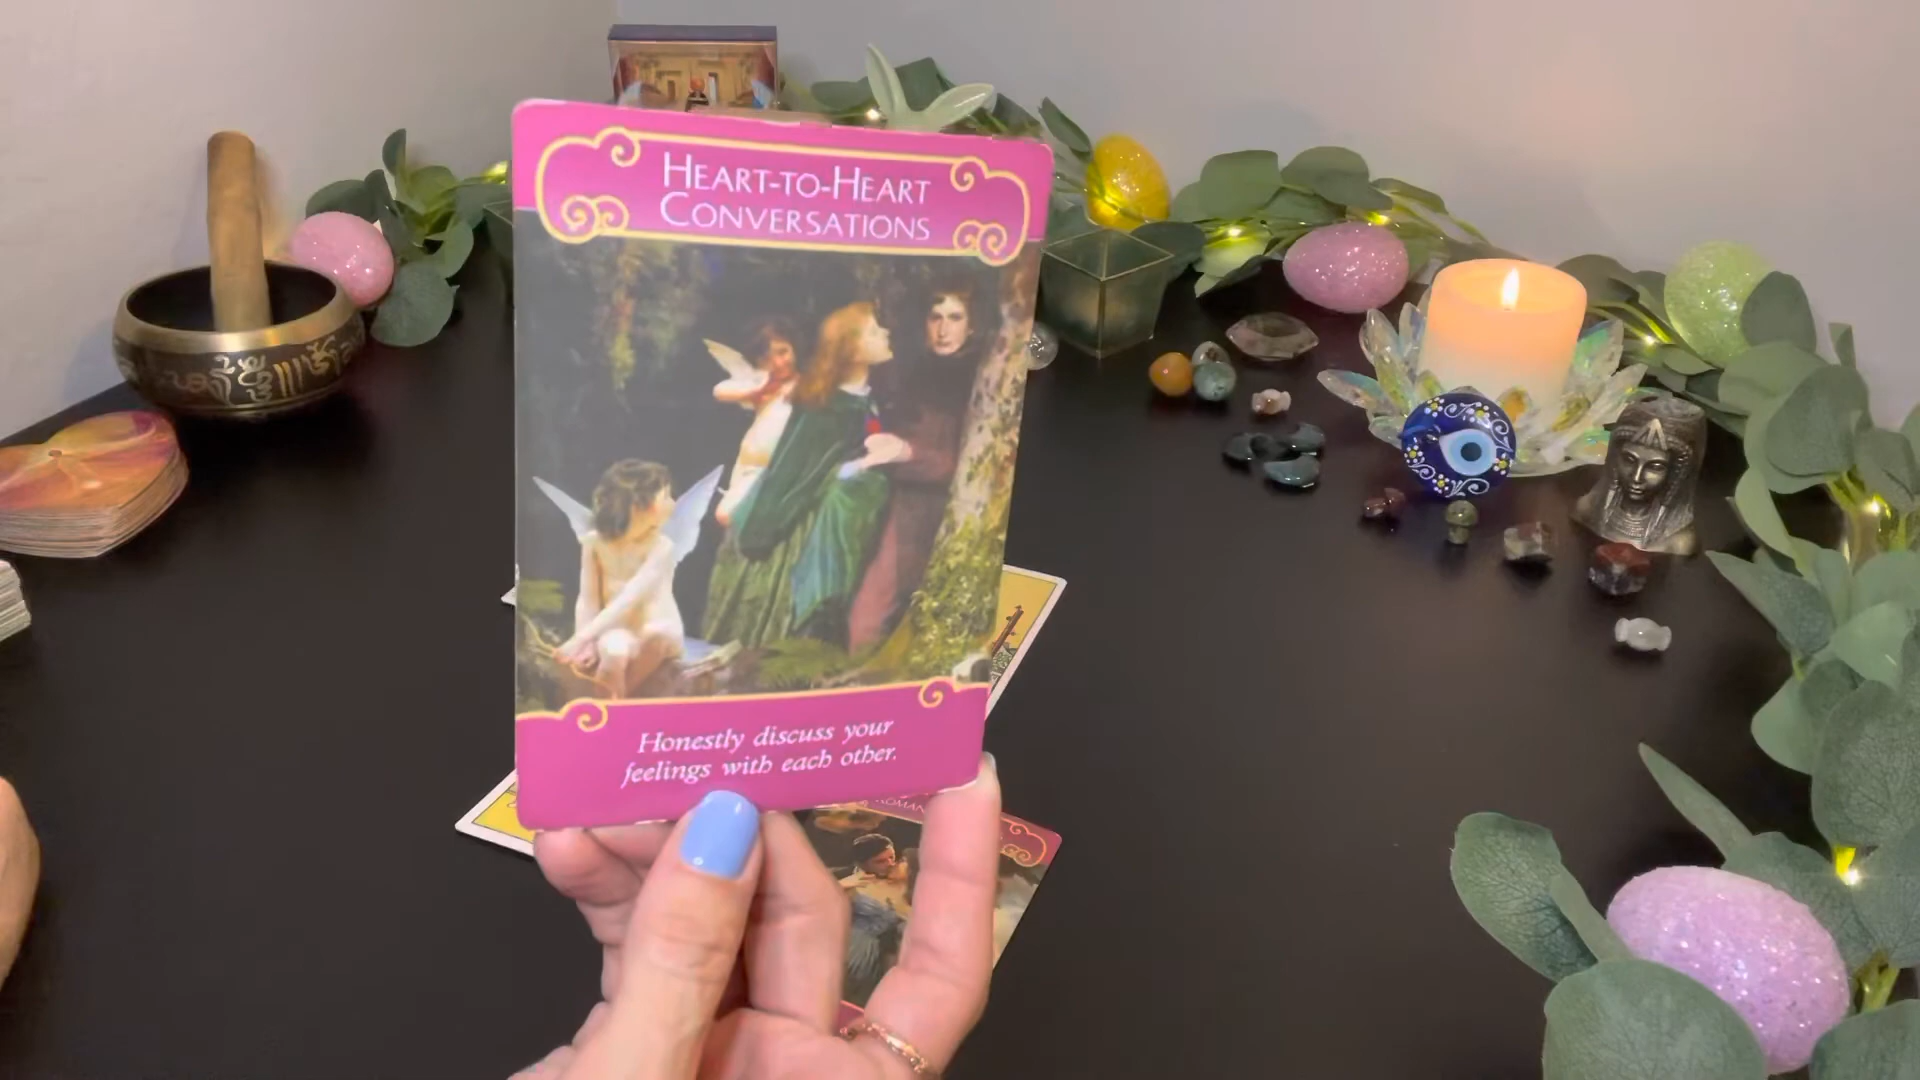 HEART-TO-HEART
CONVERSATIONS
Honestly discuss your
feelings with each other.